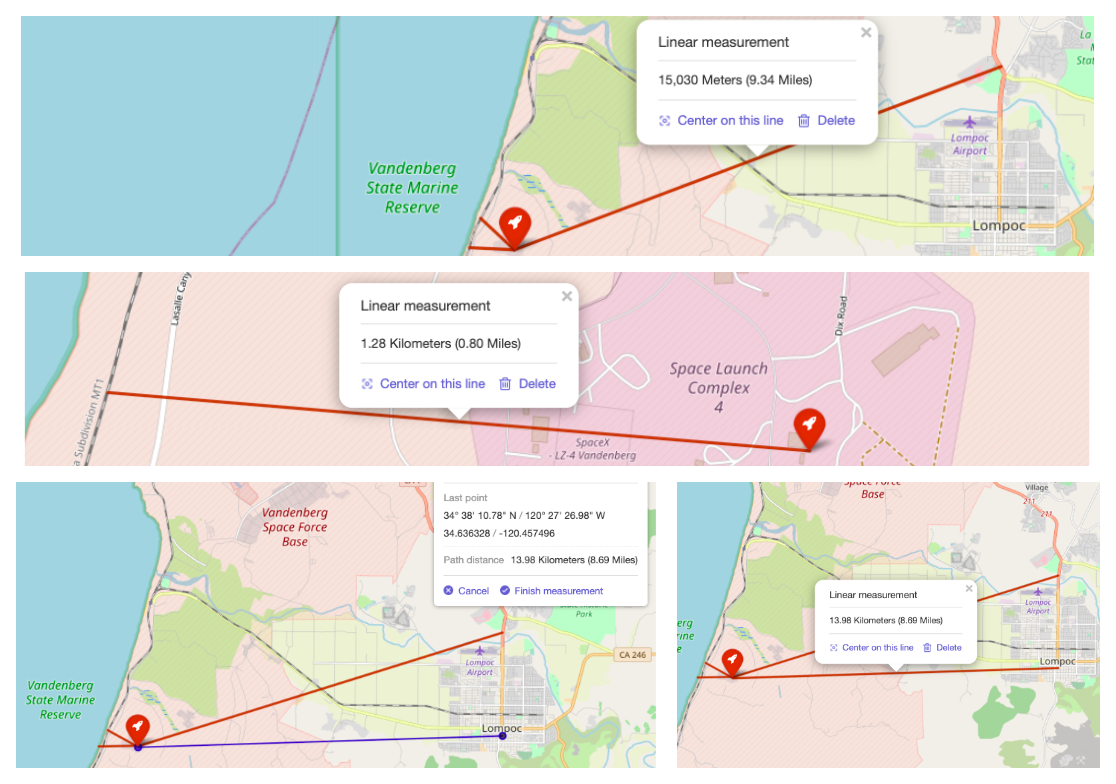 Linear measurement
15,030 Meters (9.34 Miles)
Center on this line
Delete
La
Stat
Lompoc
Airport
Vandenberg
State Marine
Reserve
Lompoc
Linear measurement
1.28 Kilometers (0.80 Miles)
Center on this line
Delete
Lasalle Cany
a Subdivision MT1
Dix Road
Space Launch
Complex
4
SpaceX
- LZ-4 Vandenberg
Vandenberg
Space Force
Base
Last point
34° 38' 10.78" N / 120° 27' 26.98" W
34.636328 / -120.457496
Path distance 13.98 Kilometers (8.69 Miles)
Cancel
Finish measurement
Park
CA 246
Lompoc
Airport
Vandenberg
State Marine
Reserve
Lompoc
Space Force
Base
Village
211
211
Linear measurement
13.98 Kilometers (8.69 Miles)
Center on this line
Delete
Lompoc
Airport
erg
rine
e
Lompoc